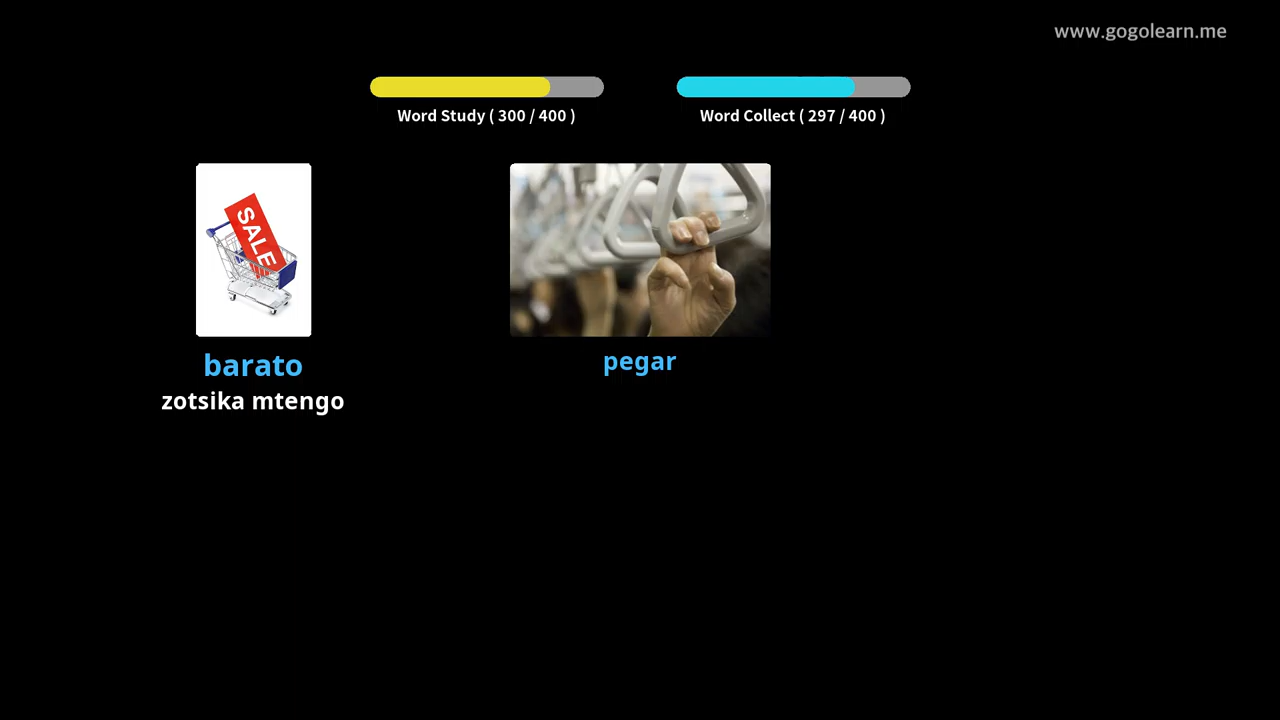 www.gogolearn.me
Word Study ( 300 / 400 )
Word Collect ( 297 / 400 )
SALE
barato
zotsika mtengo
pegar